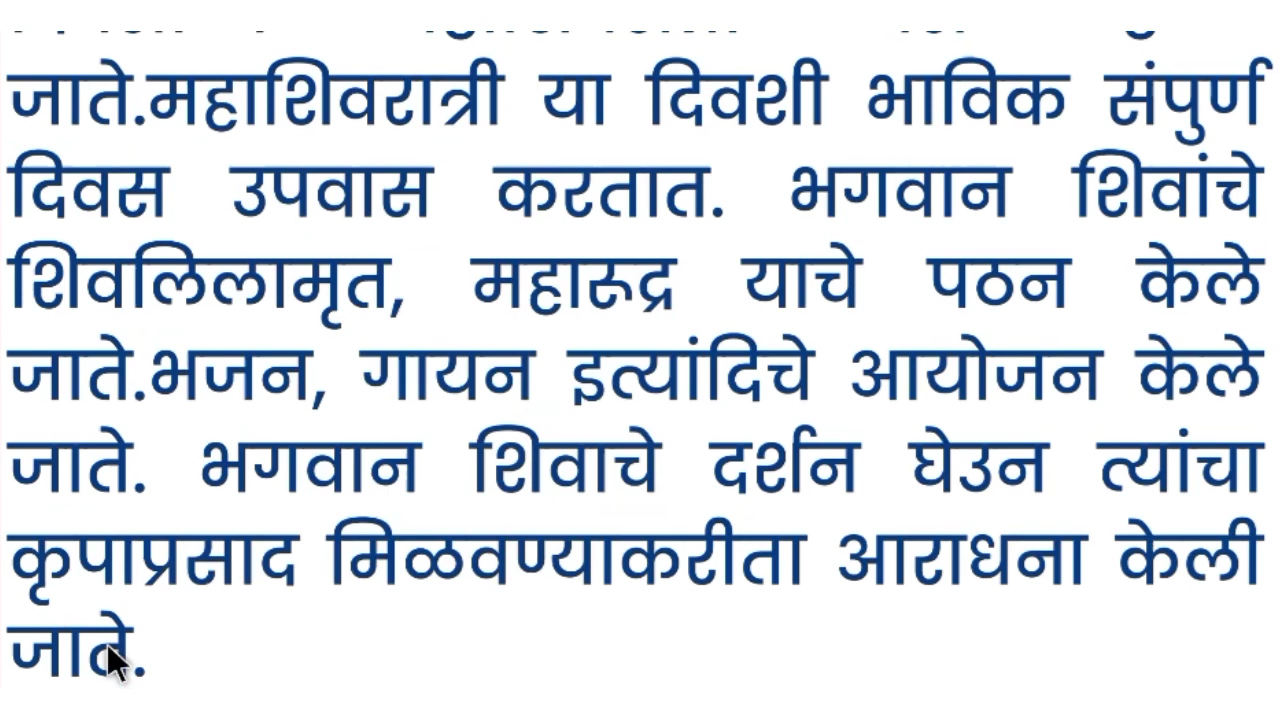 जाते.महाशिवरात्री या दिवशी भाविक संपुर्ण
दिवस उपवास करतात. भगवान शिवांचे
शिवलिलामृत, महारूद्र याचे पठन केले
जाते.भजन, गायन इत्यांदिचे आयोजन केले
जाते. भगवान शिवाचे दर्शन घेउन त्यांचा
कृपाप्रसाद मिळवण्याकरीता आराधना केली
जाते.